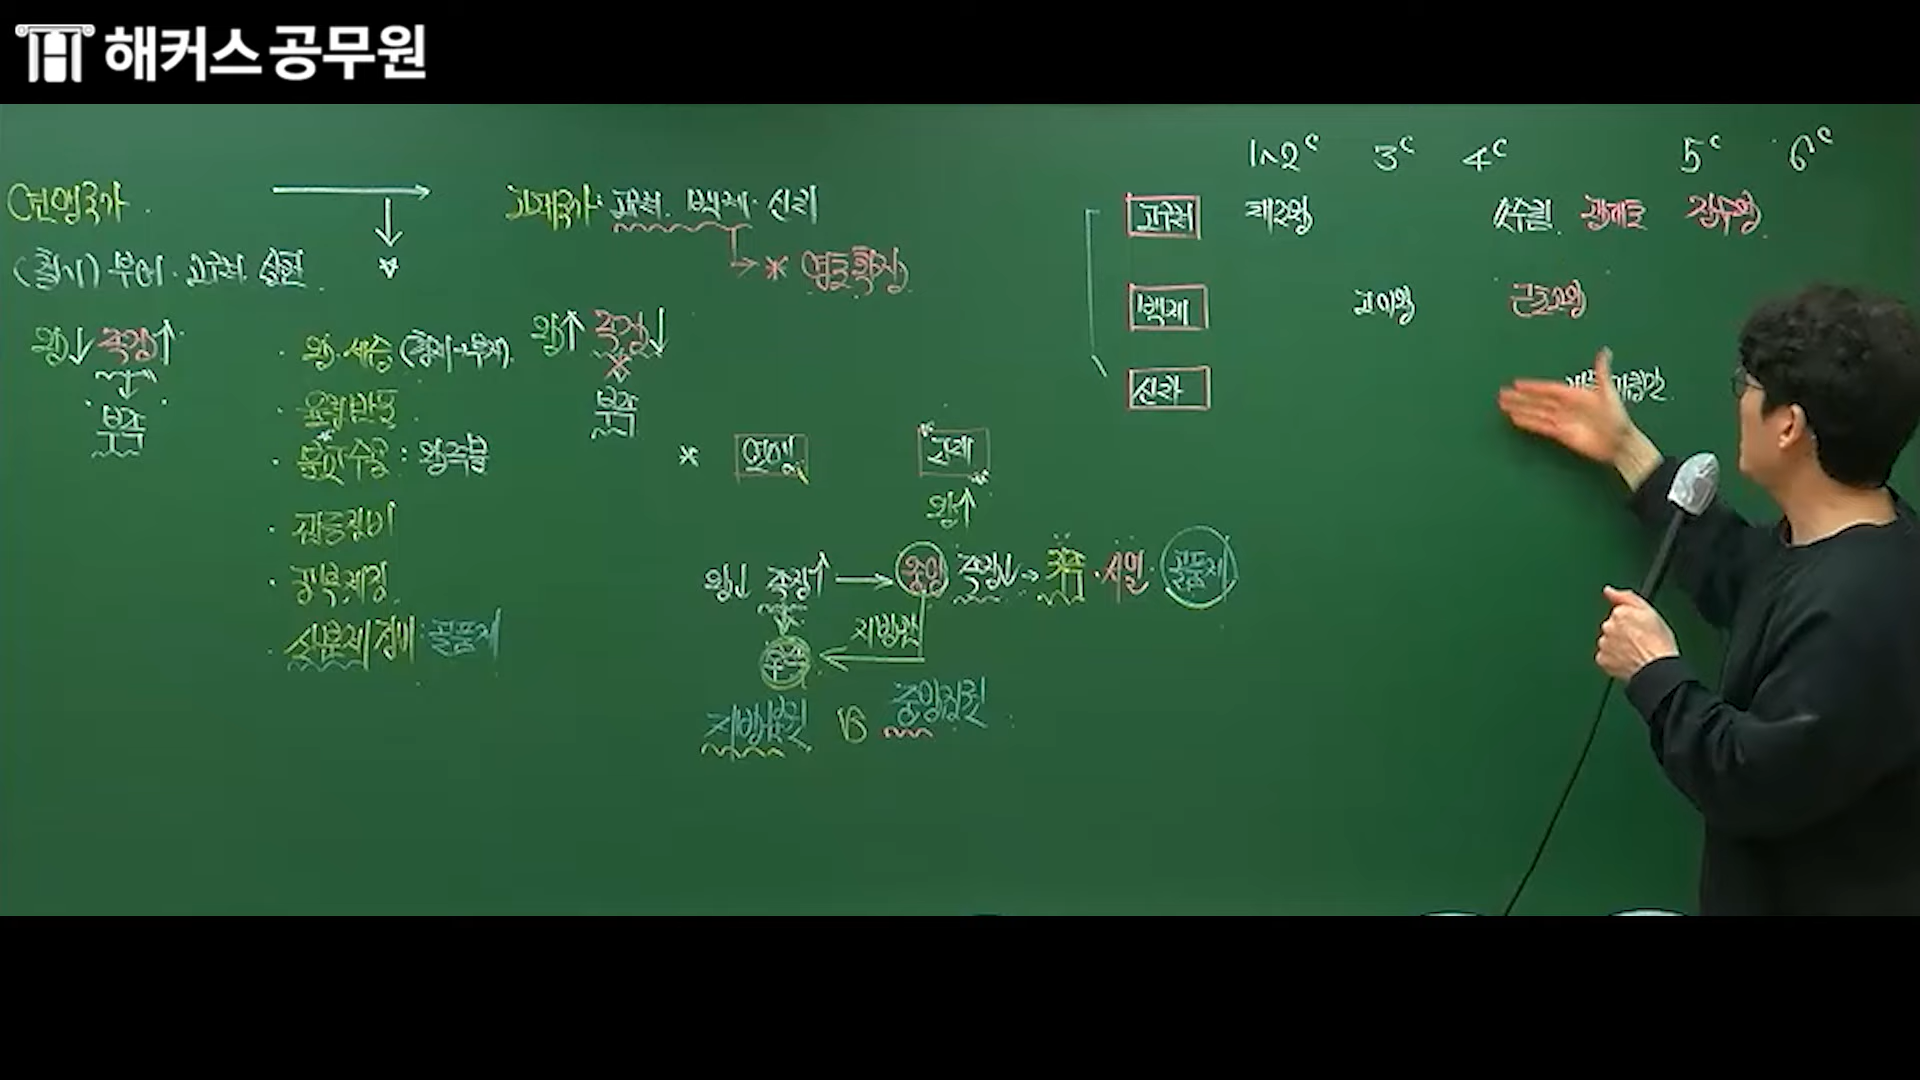 해커스공무원
1~2c 3c 4c 5c 6c
연맹국가
고대국가: 고구려. 백제. 신라
고구려 태조왕 소수림 광개토 장수왕
(철기) 부여. 고구려. 삼한
* 영토확장
백제 고이왕 근초고왕
왕↓ 족장↑
왕↑ 족장↓
· 왕.세습 (형제→부자).
부족
부족
신라
· 율령반포
· 불교수용 : 왕즉불
* 연맹 고대
왕↑
· 관등정비
왕↓ 족장↑ → 중앙 족장↓ → 귀족 · 시일 · 골품제
· 공복제정
지방관
부족
· 신분제정비: 골품제
지방분권 VS 중앙집권